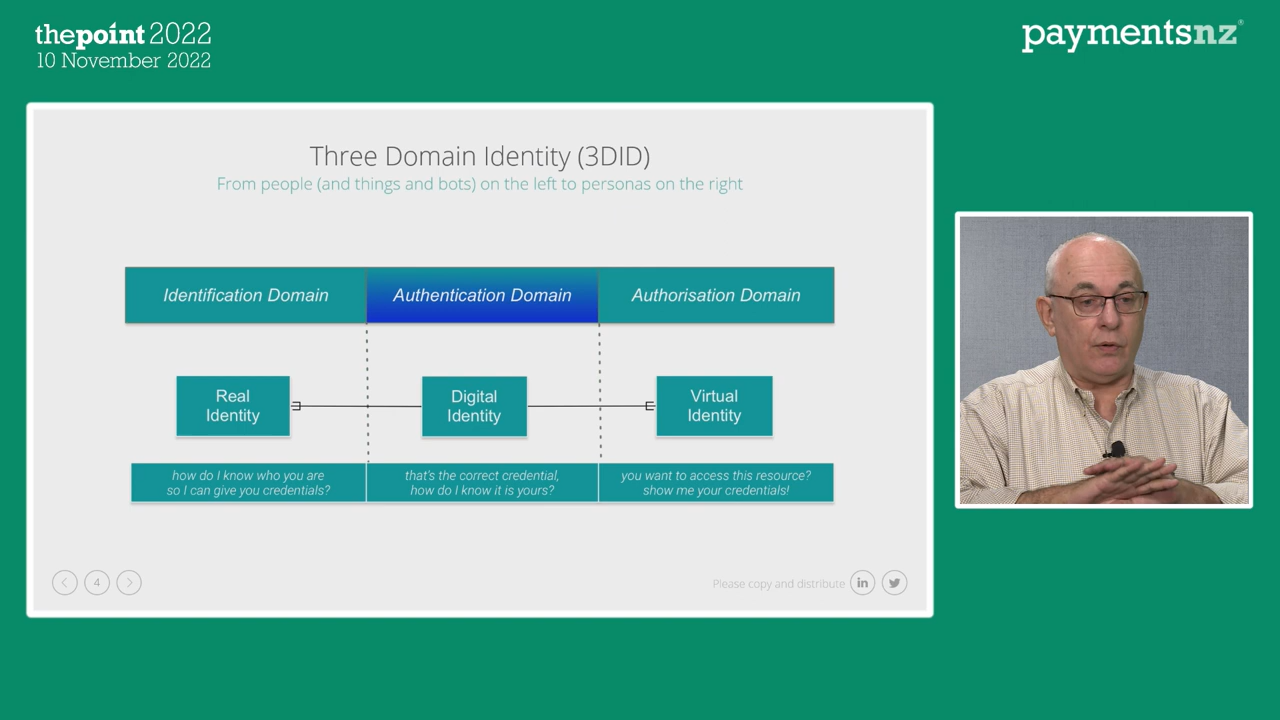 thepoint 2022
10 November 2022
paymentsnz
Three Domain Identity (3DID)
From people (and things and bots) on the left to personas on the right
Identification Domain
Authentication Domain
Authorisation Domain
Real
Identity
Digital
Identity
Virtual
Identity
how do I know who you are
so I can give you credentials?
that's the correct credential,
how do I know it is yours?
you want to access this resource?
show me your credentials!
4
Please copy and distribute
in